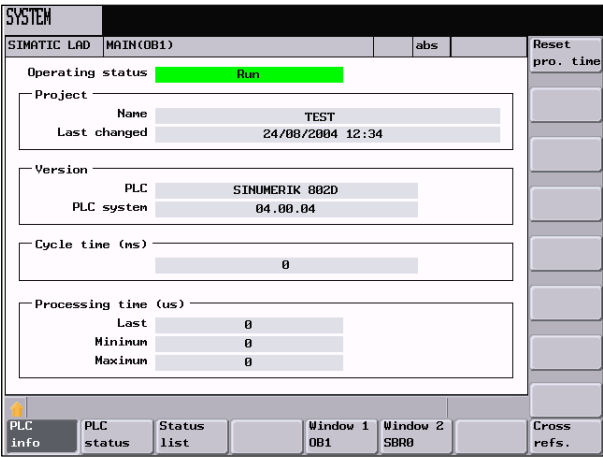 SYSTEM
SIMATIC LAD MAIN(OB1) abs
Reset
pro. time
Operating status Run
Project
Name TEST
Last changed 24/08/2004 12:34
Version
PLC SINUMERIK 802D
PLC system 04.00.04
Cycle time (ms)
0
Processing time (us)
Last 0
Minimum 0
Maximum 0
PLC info
PLC status
Status list
Window 1 OB1
Window 2 SBR0
Cross refs.